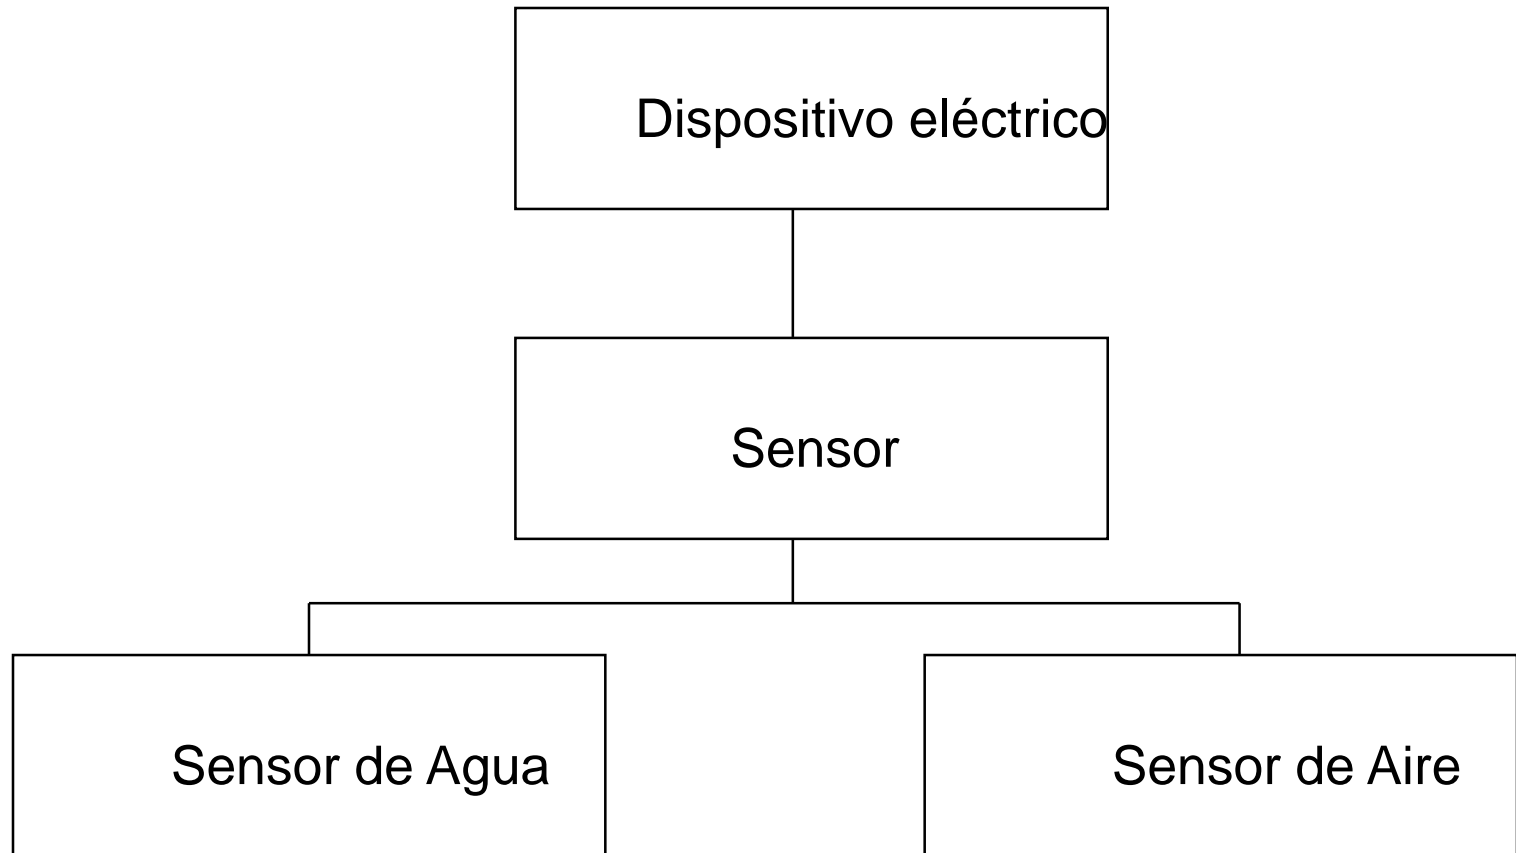 Dispositivo eléctrico
Sensor
Sensor de Agua
Sensor de Aire